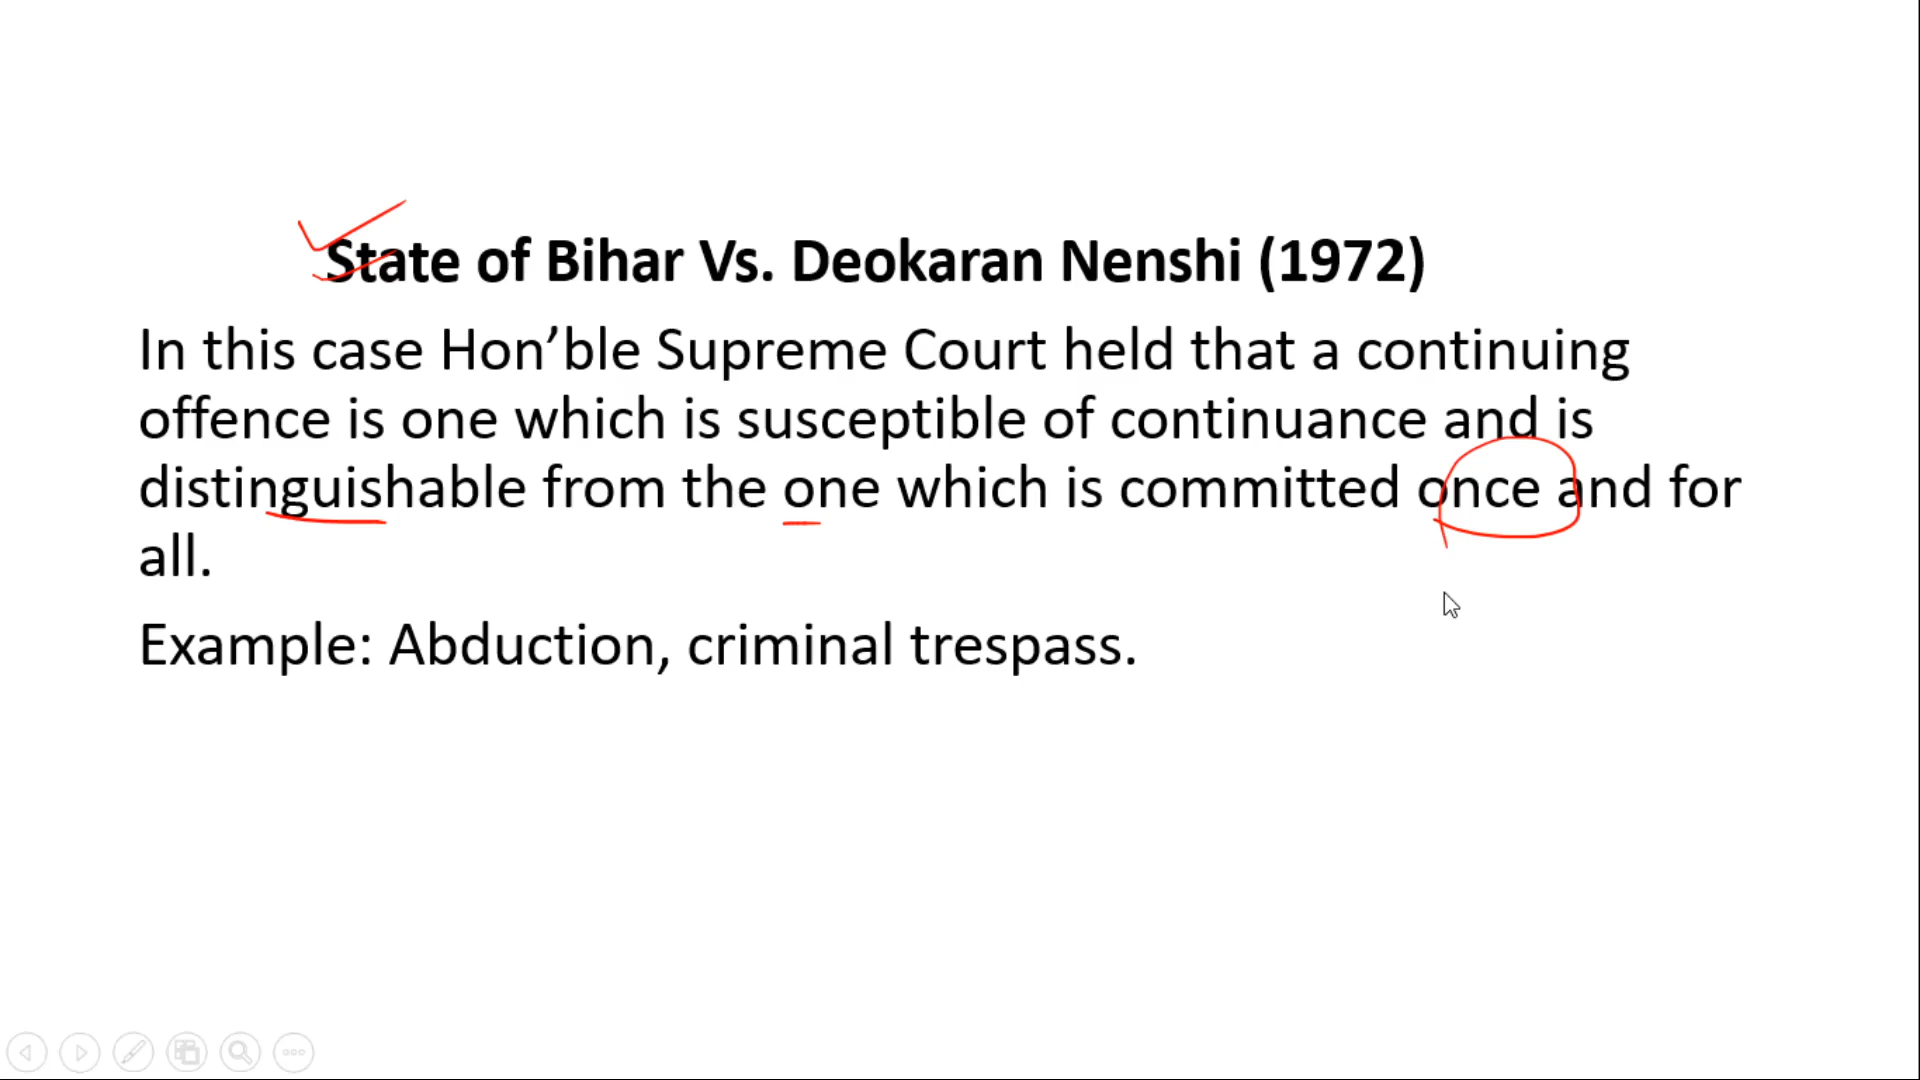 State of Bihar Vs. Deokaran Nenshi (1972)
In this case Hon’ble Supreme Court held that a continuing
offence is one which is susceptible of continuance and is
distinguishable from the one which is committed once and for
all.
Example: Abduction, criminal trespass.